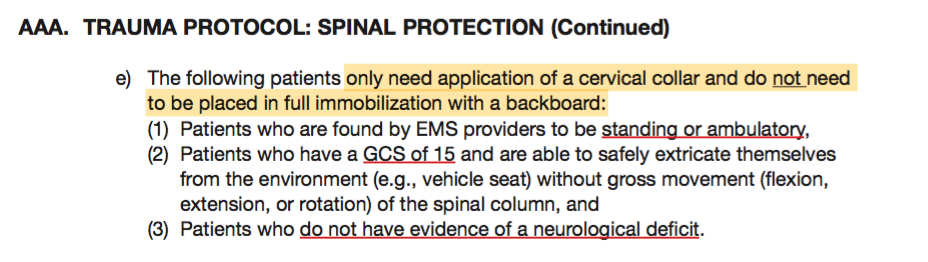 AAA. TRAUMA PROTOCOL: SPINAL PROTECTION (Continued)
e) The following patients only need application of a cervical collar and do not need
to be placed in full immobilization with a backboard:
(1) Patients who are found by EMS providers to be standing or ambulatory,
(2) Patients who have a GCS of 15 and are able to safely extricate themselves
from the environment (e.g., vehicle seat) without gross movement (flexion,
extension, or rotation) of the spinal column, and
(3) Patients who do not have evidence of a neurological deficit.